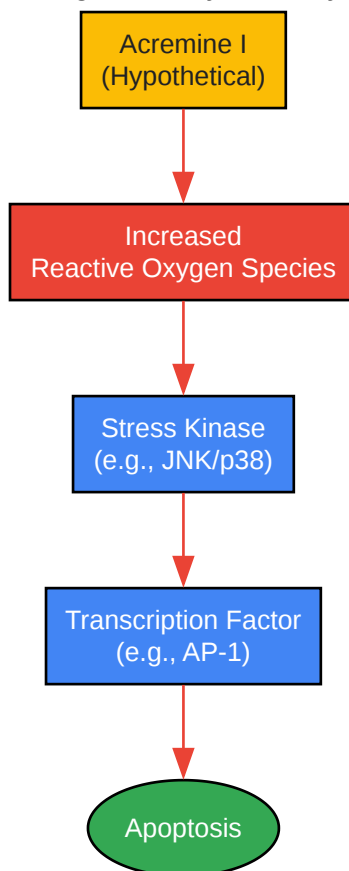 Acremine I
(Hypothetical)
Increased
Reactive Oxygen Species
Stress Kinase
(e.g., JNK/p38)
Transcription Factor
(e.g., AP-1)
Apoptosis